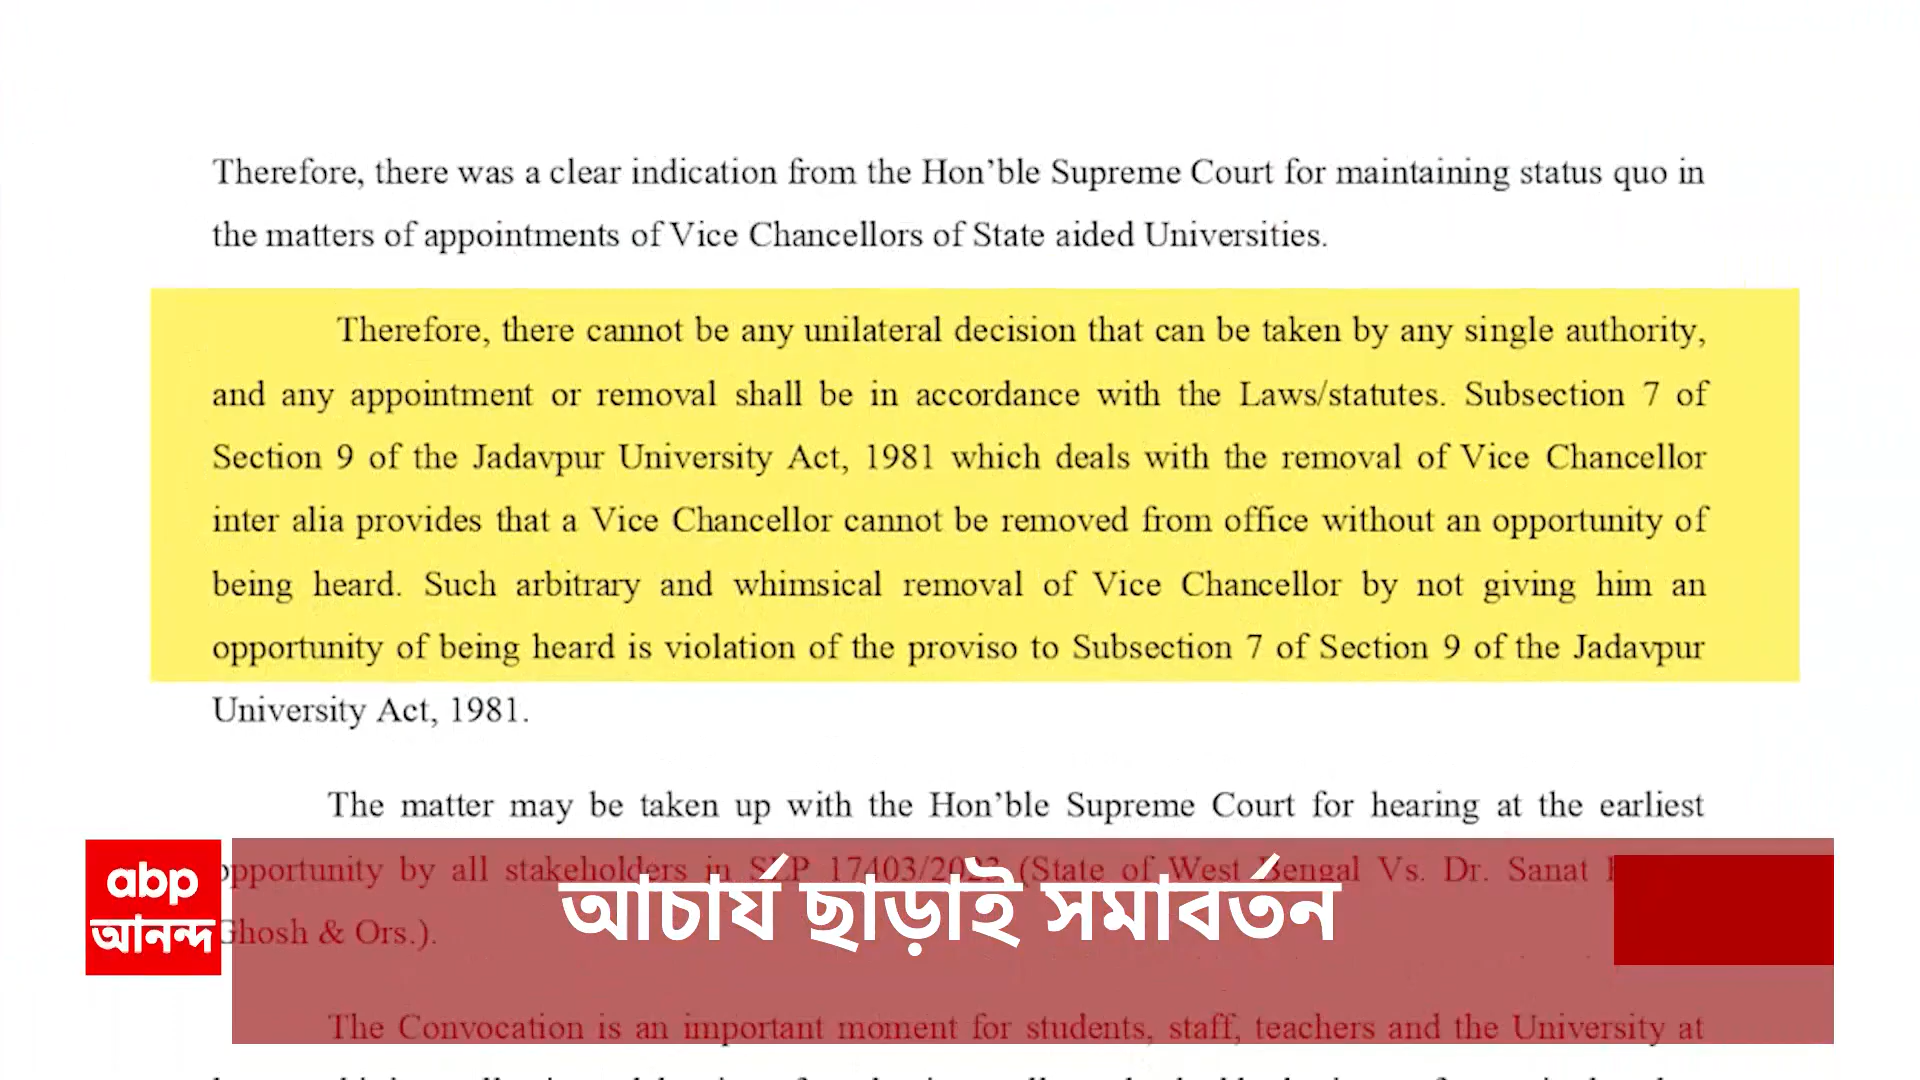 Therefore, there was a clear indication from the Hon’ble Supreme Court for maintaining status quo in
the matters of appointments of Vice Chancellors of State aided Universities.
Therefore, there cannot be any unilateral decision that can be taken by any single authority,
and any appointment or removal shall be in accordance with the Laws/statutes. Subsection 7 of
Section 9 of the Jadavpur University Act, 1981 which deals with the removal of Vice Chancellor
inter alia provides that a Vice Chancellor cannot be removed from office without an opportunity of
being heard. Such arbitrary and whimsical removal of Vice Chancellor by not giving him an
opportunity of being heard is violation of the proviso to Subsection 7 of Section 9 of the Jadavpur
University Act, 1981.
The matter may be taken up with the Hon’ble Supreme Court for hearing at the earliest
opportunity by all stakeholders in SLP 17403/2023 (State of West Bengal Vs. Dr. Sanat
Ghosh & Ors.).
abp
আনন্দ
আচার্য ছাড়াই সমাবর্তন
The Convocation is an important moment for students, staff, teachers and the University at